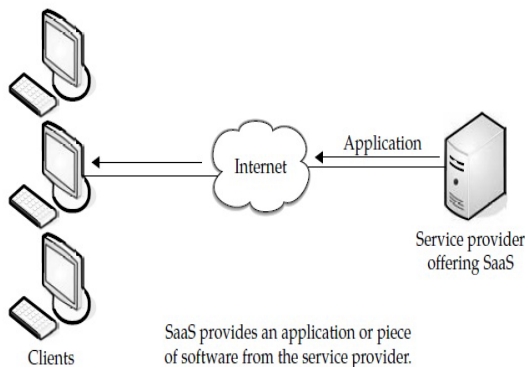 Application
Internet
Service provider
offering SaaS
SaaS provides an application or piece
of software from the service provider.
Clients